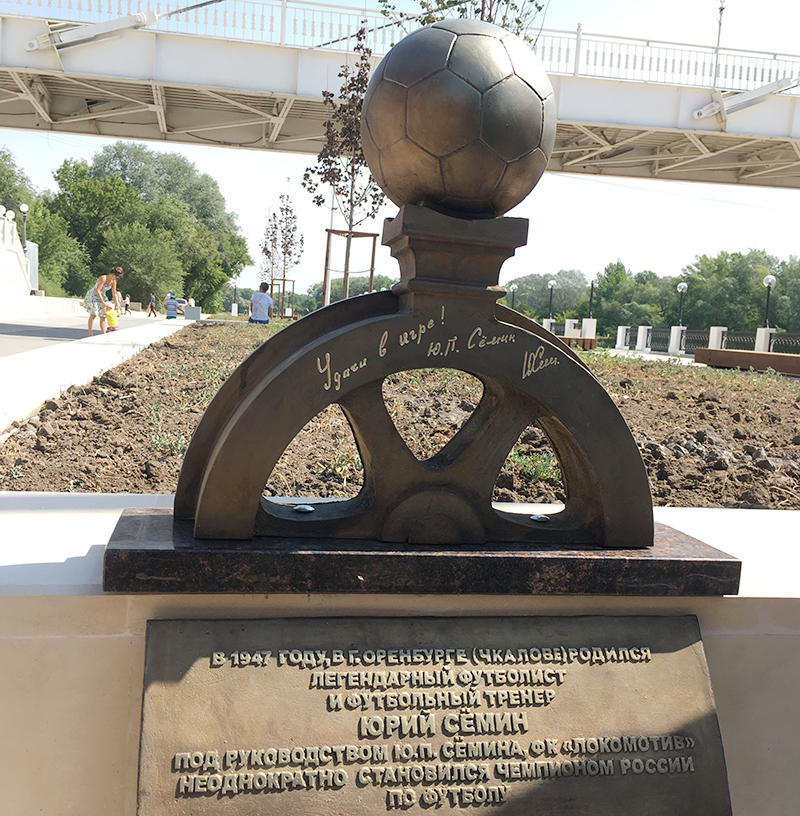 Удачи в игре!
Ю.П. Сёмин
В 1947 ГОДУ, В Г. ОРЕНБУРГЕ (ЧКАЛОВЕ) РОДИЛСЯ
ЛЕГЕНДАРНЫЙ ФУТБОЛИСТ
И ФУТБОЛЬНЫЙ ТРЕНЕР
ЮРИЙ СЁМИН
ПОД РУКОВОДСТВОМ Ю.П. СЁМИНА, ФК «ЛОКОМОТИВ»
НЕОДНОКРАТНО СТАНОВИЛСЯ ЧЕМПИОНОМ РОССИИ
ПО ФУТБОЛУ